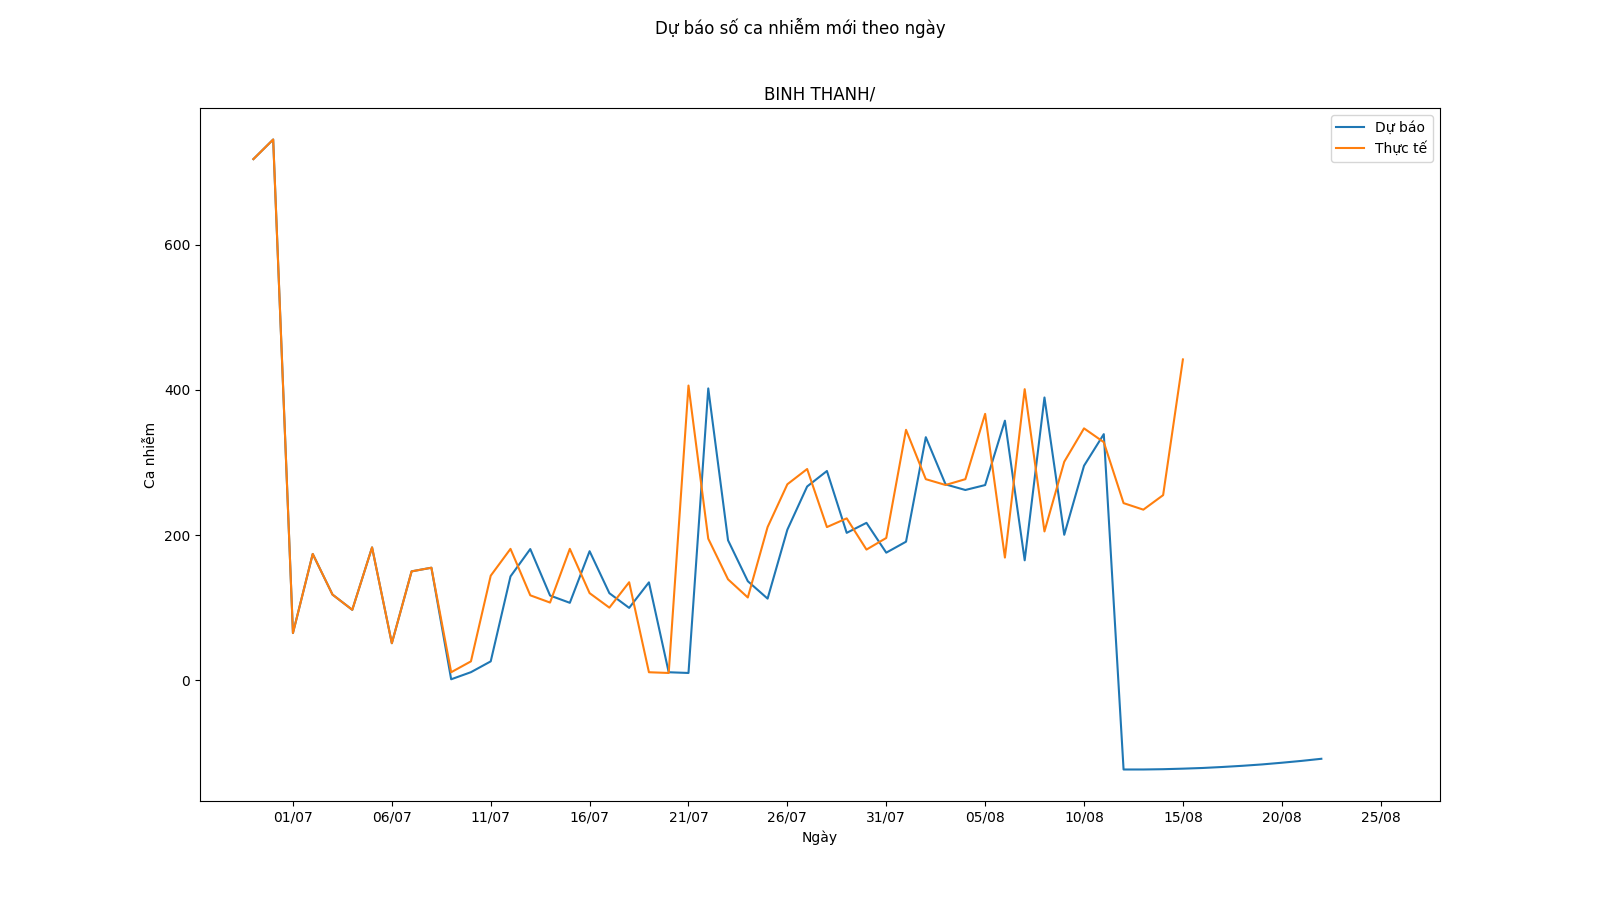 Dự báo số ca nhiễm mới theo ngày
BINH THANH/
Dự báo
Thực tế
600
400
200
0
Ca nhiễm
01/07 06/07 11/07 16/07 21/07 26/07 31/07 05/08 10/08 15/08 20/08 25/08
Ngày